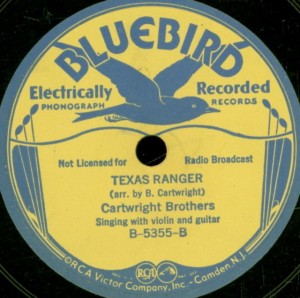 BLUEBIRD
Electrically Recorded
PHONOGRAPH RECORDS
Not Licensed for Radio Broadcast
TEXAS RANGER
(arr. by B. Cartwright)
Cartwright Brothers
Singing with violin and guitar
B-5355-B
RCA
RCA Victor Company, Inc. - Camden, N.J.